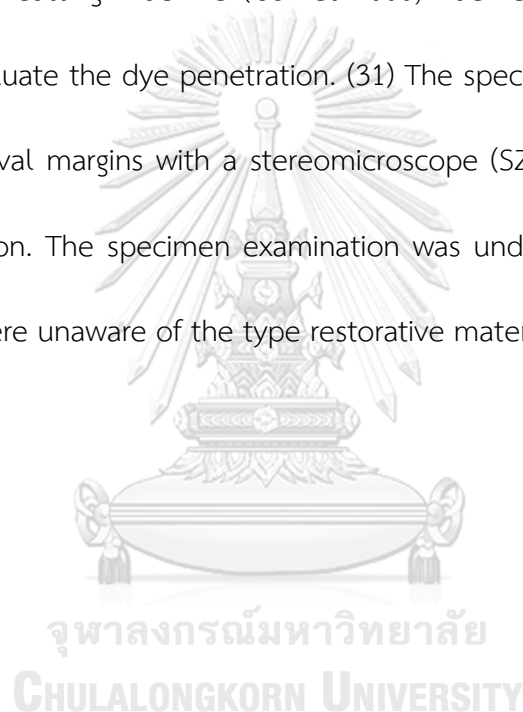 uate the dye penetration. (31) The spec
val margins with a stereomicroscope (SZ
on. The specimen examination was und
ere unaware of the type restorative mater
จุฬาลงกรณ์มหาวิทยาลัย
CHULALONGKORN UNIVERSITY